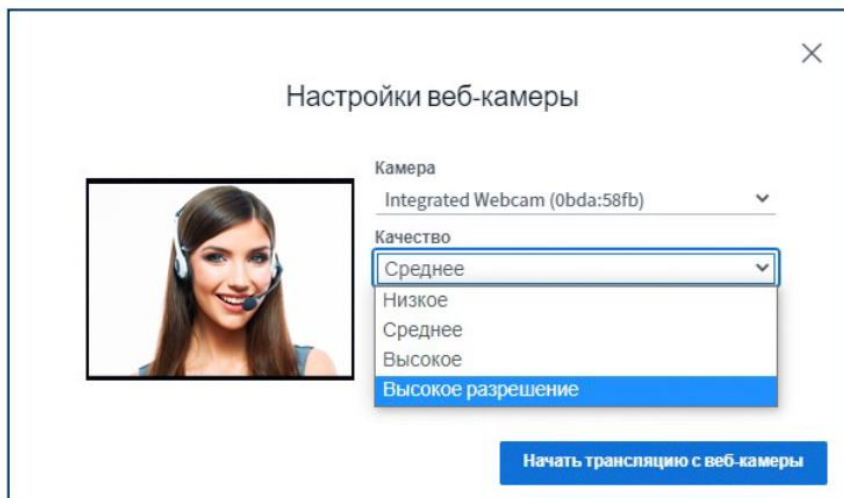 Настройки веб-камеры
Камера
Integrated Webcam (0bda:58fb)
Качество
Среднее
Низкое
Среднее
Высокое
Высокое разрешение
Начать трансляцию с веб-камеры